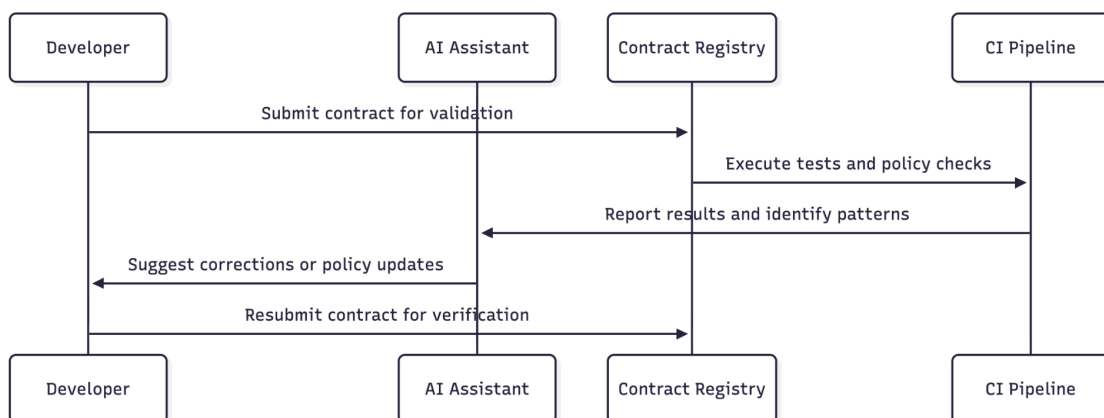 Developer
AI Assistant
Contract Registry
CI Pipeline
Submit contract for validation
Execute tests and policy checks
Report results and identify patterns
Suggest corrections or policy updates
Resubmit contract for verification
Developer
AI Assistant
Contract Registry
CI Pipeline